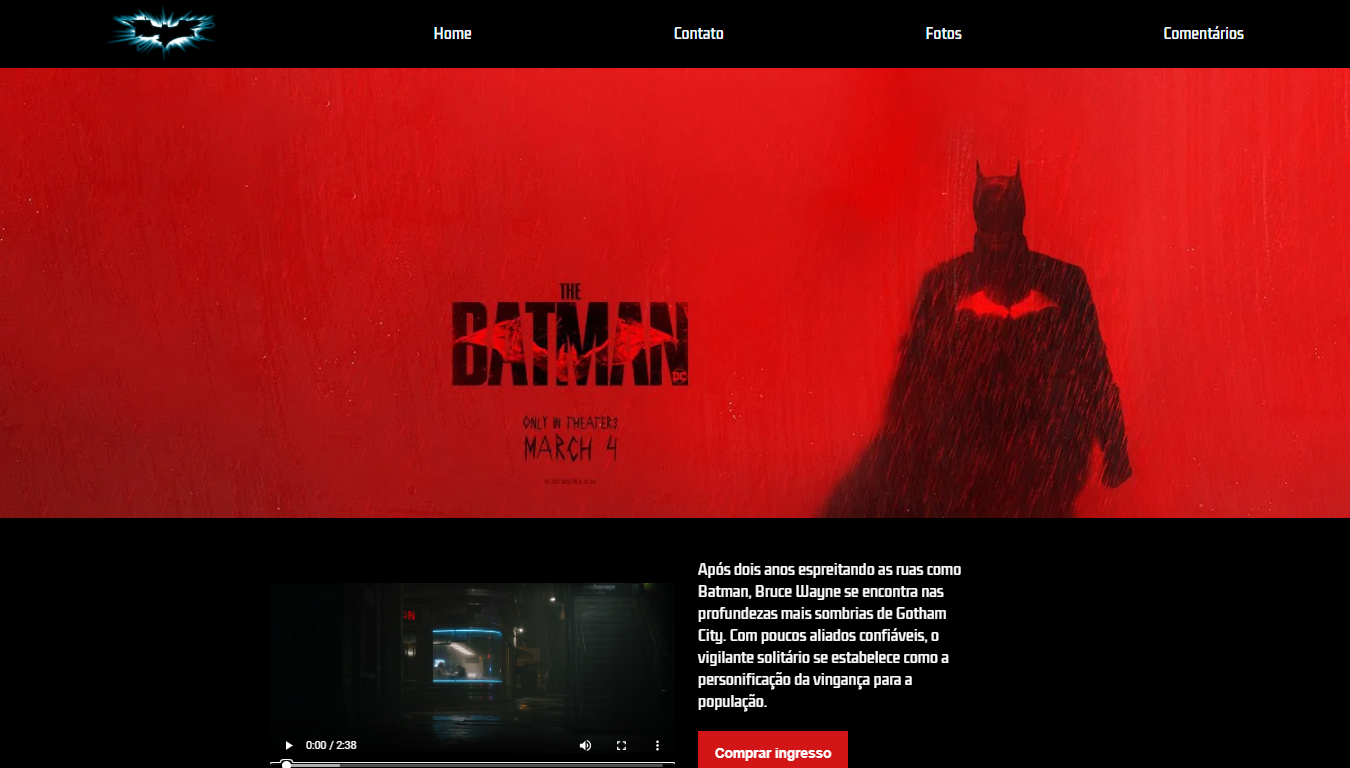 Home Contato Fotos Comentários
THE
BATMAN
DC
ONLY IN THEATERS
MARCH 4
Após dois anos espreitando as ruas como
Batman, Bruce Wayne se encontra nas
profundezas mais sombrias de Gotham
City. Com poucos aliados confiáveis, o
vigilante solitário se estabelece como a
personificação da vingança para a
população.
0:00 / 2:38
Comprar ingresso